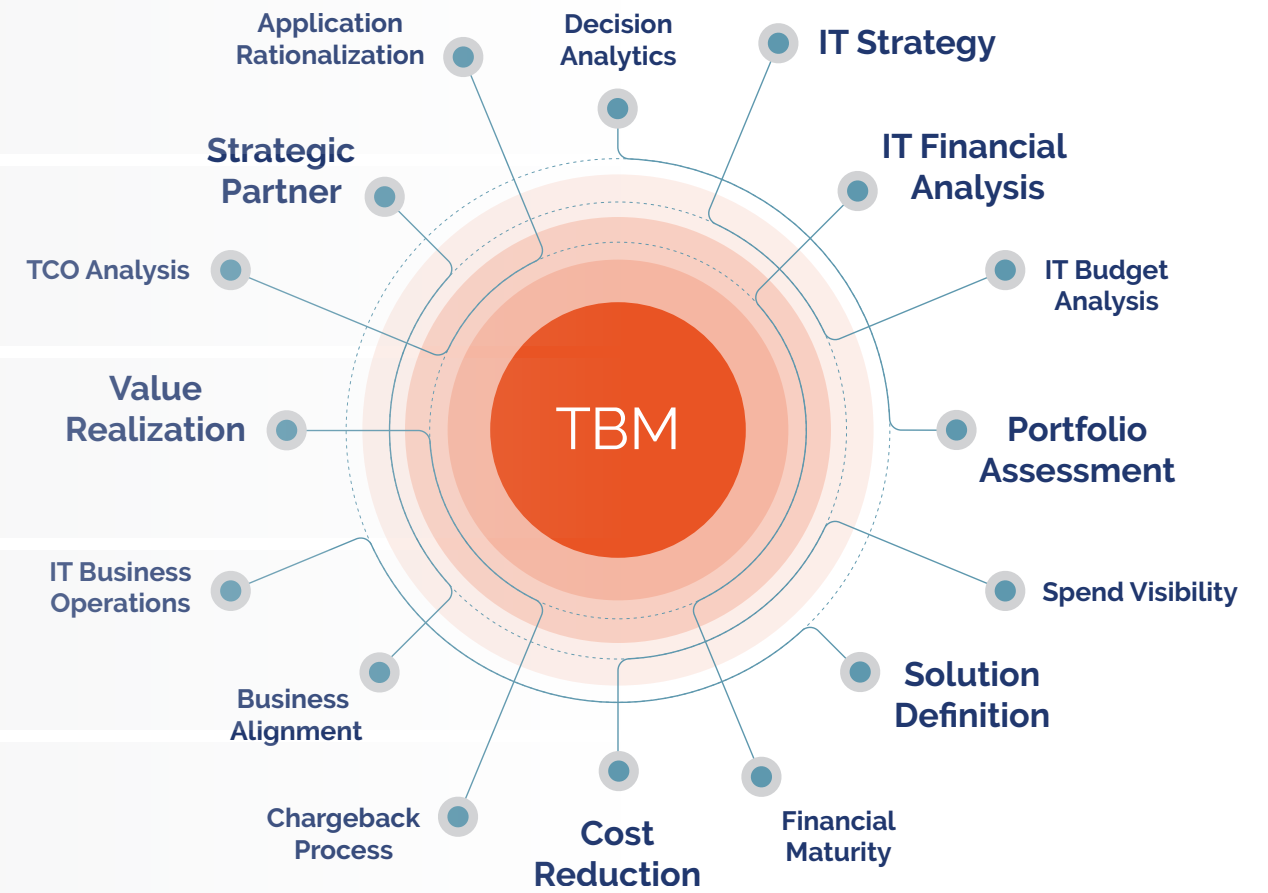 Application
Rationalization
Decision
Analytics
IT Strategy
Strategic
Partner
IT Financial
Analysis
TCO Analysis
IT Budget
Analysis
Value
Realization
TBM
Portfolio
Assessment
IT Business
Operations
Spend Visibility
Business
Alignment
Solution
Definition
Chargeback
Process
Cost
Reduction
Financial
Maturity